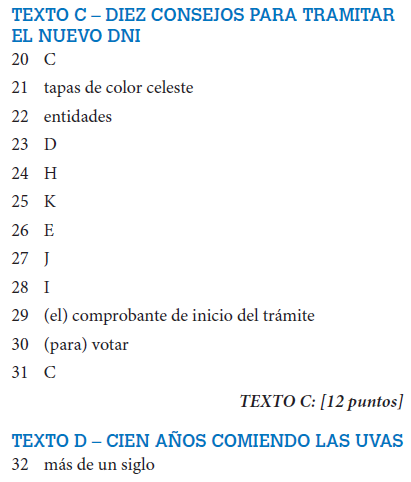 TEXTO C – DIEZ CONSEJOS PARA TRAMITAR
EL NUEVO DNI
20 C
21 tapas de color celeste
22 entidades
23 D
24 H
25 K
26 E
27 J
28 I
29 (el) comprobante de inicio del trámite
30 (para) votar
31 C
TEXTO C: [12 puntos]
TEXTO D – CIEN AÑOS COMIENDO LAS UVAS
32 más de un siglo